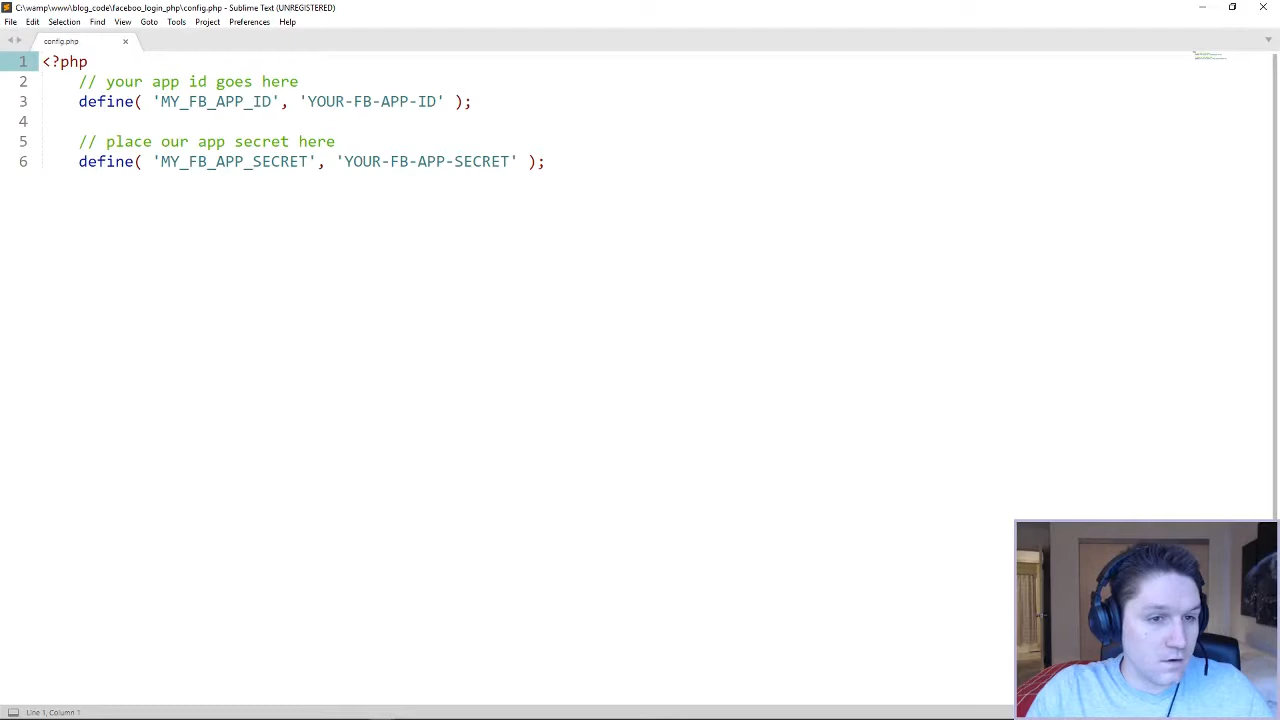 C:\wamp\www\blog_code\faceboo_login_php\config.php - Sublime Text (UNREGISTERED)
File Edit Selection Find View Goto Tools Project Preferences Help
config.php
1 <?php
2 // your app id goes here
3 define( 'MY_FB_APP_ID', 'YOUR-FB-APP-ID' );
4
5 // place our app secret here
6 define( 'MY_FB_APP_SECRET', 'YOUR-FB-APP-SECRET' );
Line 1, Column 1